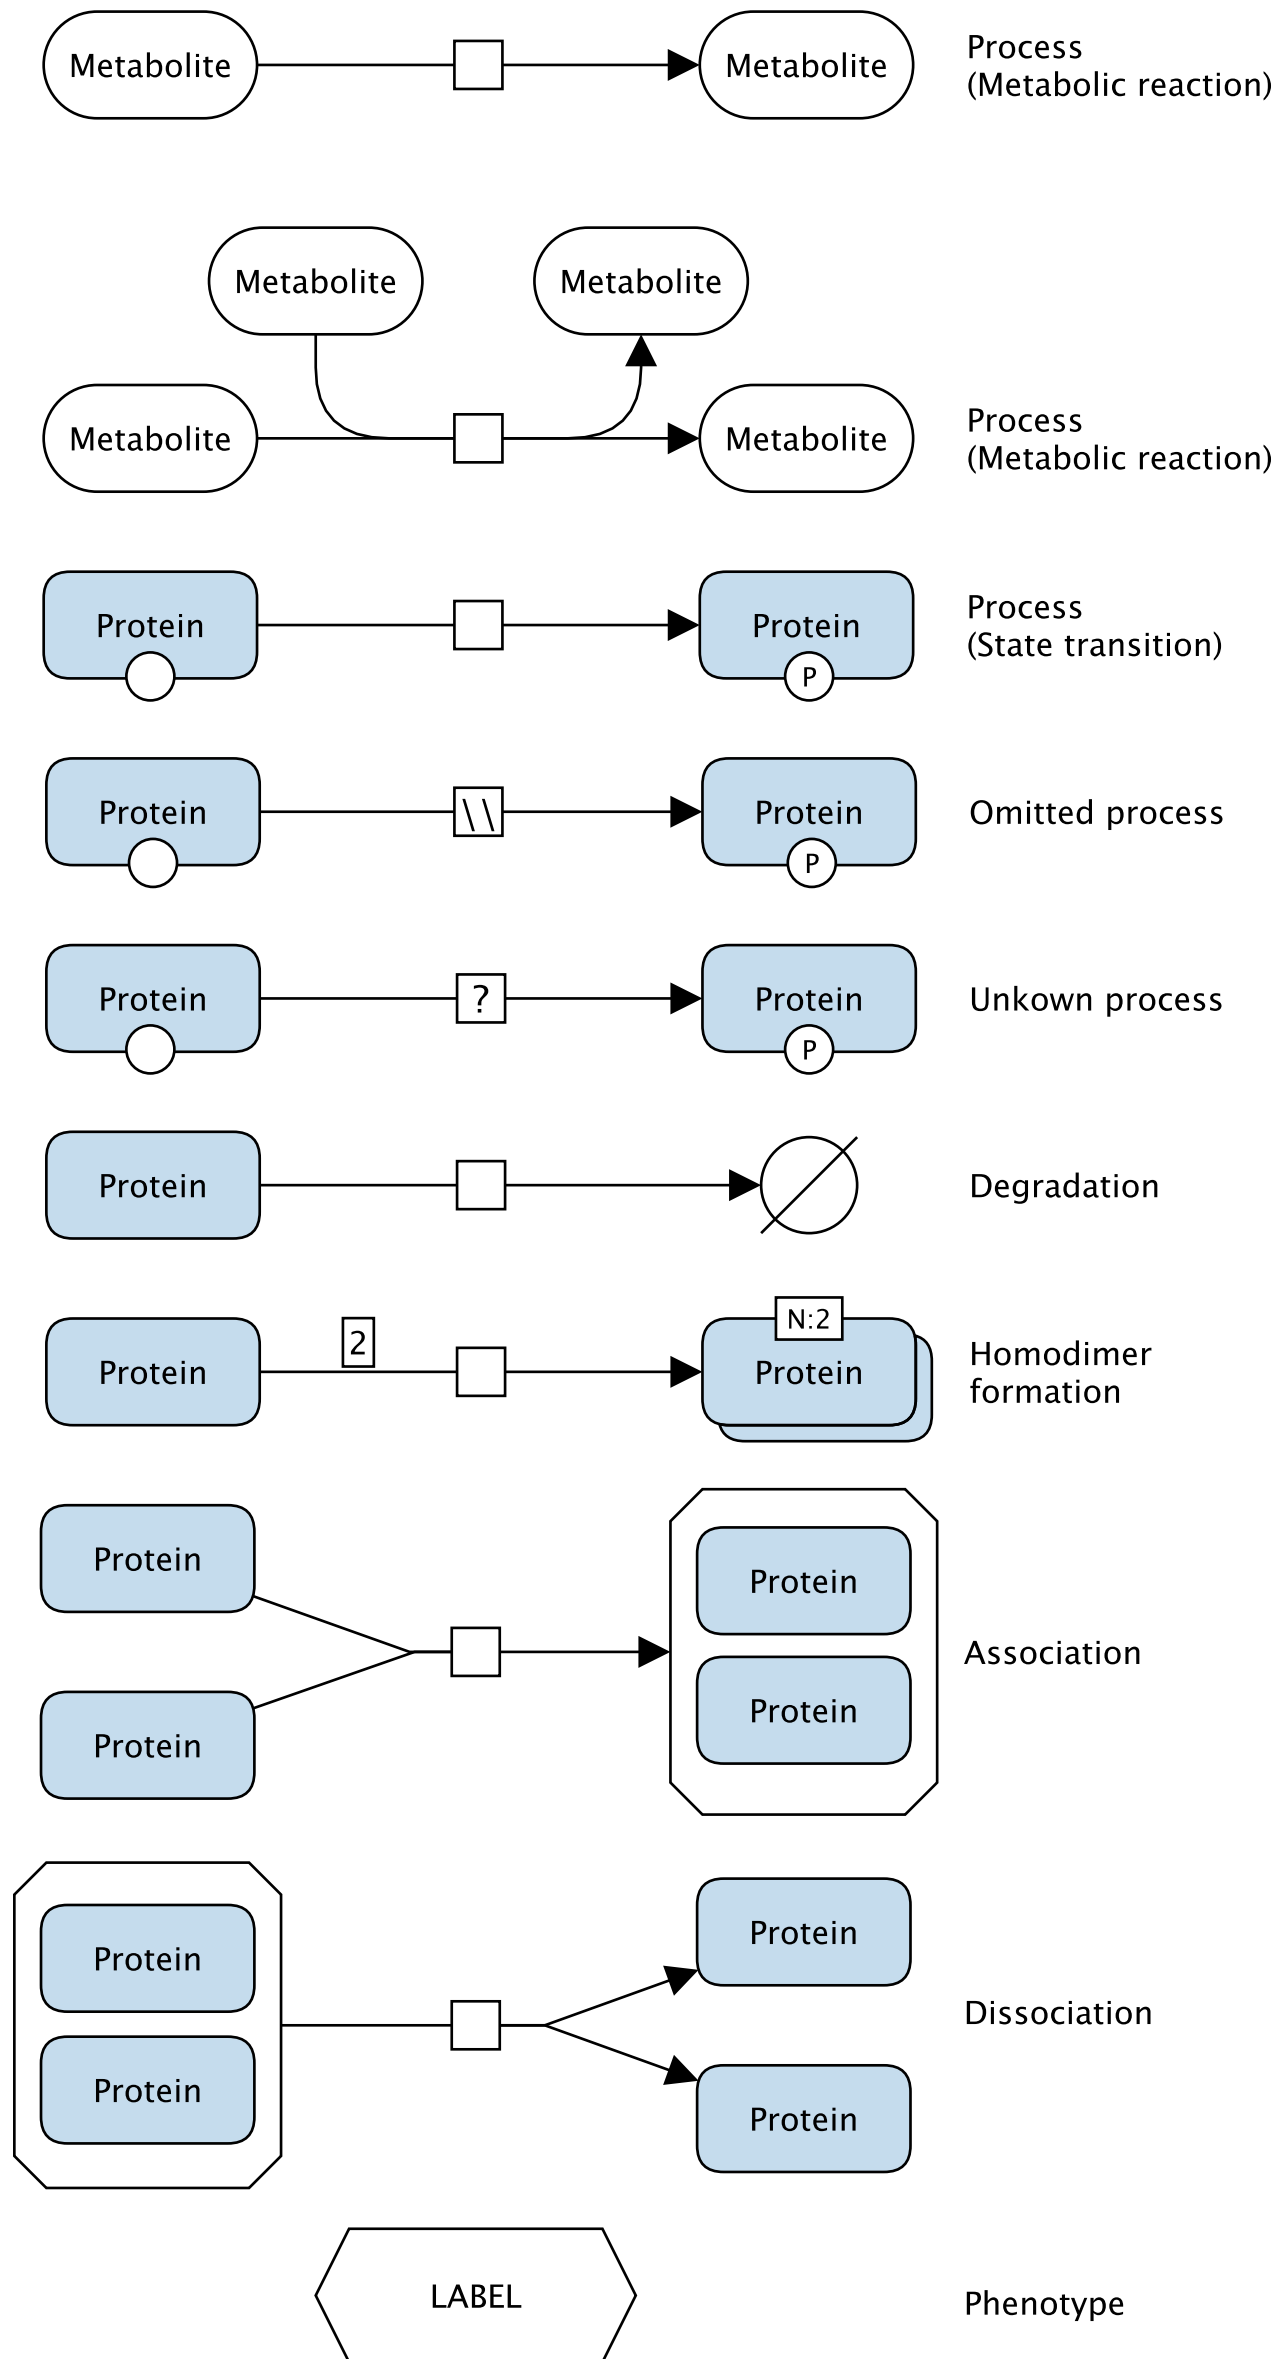 Metabolite
Metabolite
Process
(Metabolic reaction)
Metabolite
Metabolite
Metabolite
Metabolite
Process
(Metabolic reaction)
Protein
Protein
P
Process
(State transition)
Protein
\ \
Protein
P
Omitted process
Protein
?
Protein
P
Unkown process
Protein
Degradation
Protein
2
N:2
Protein
Homodimer
formation
Protein
Protein
Protein
Protein
Association
Protein
Protein
Protein
Protein
Dissociation
LABEL
Phenotype